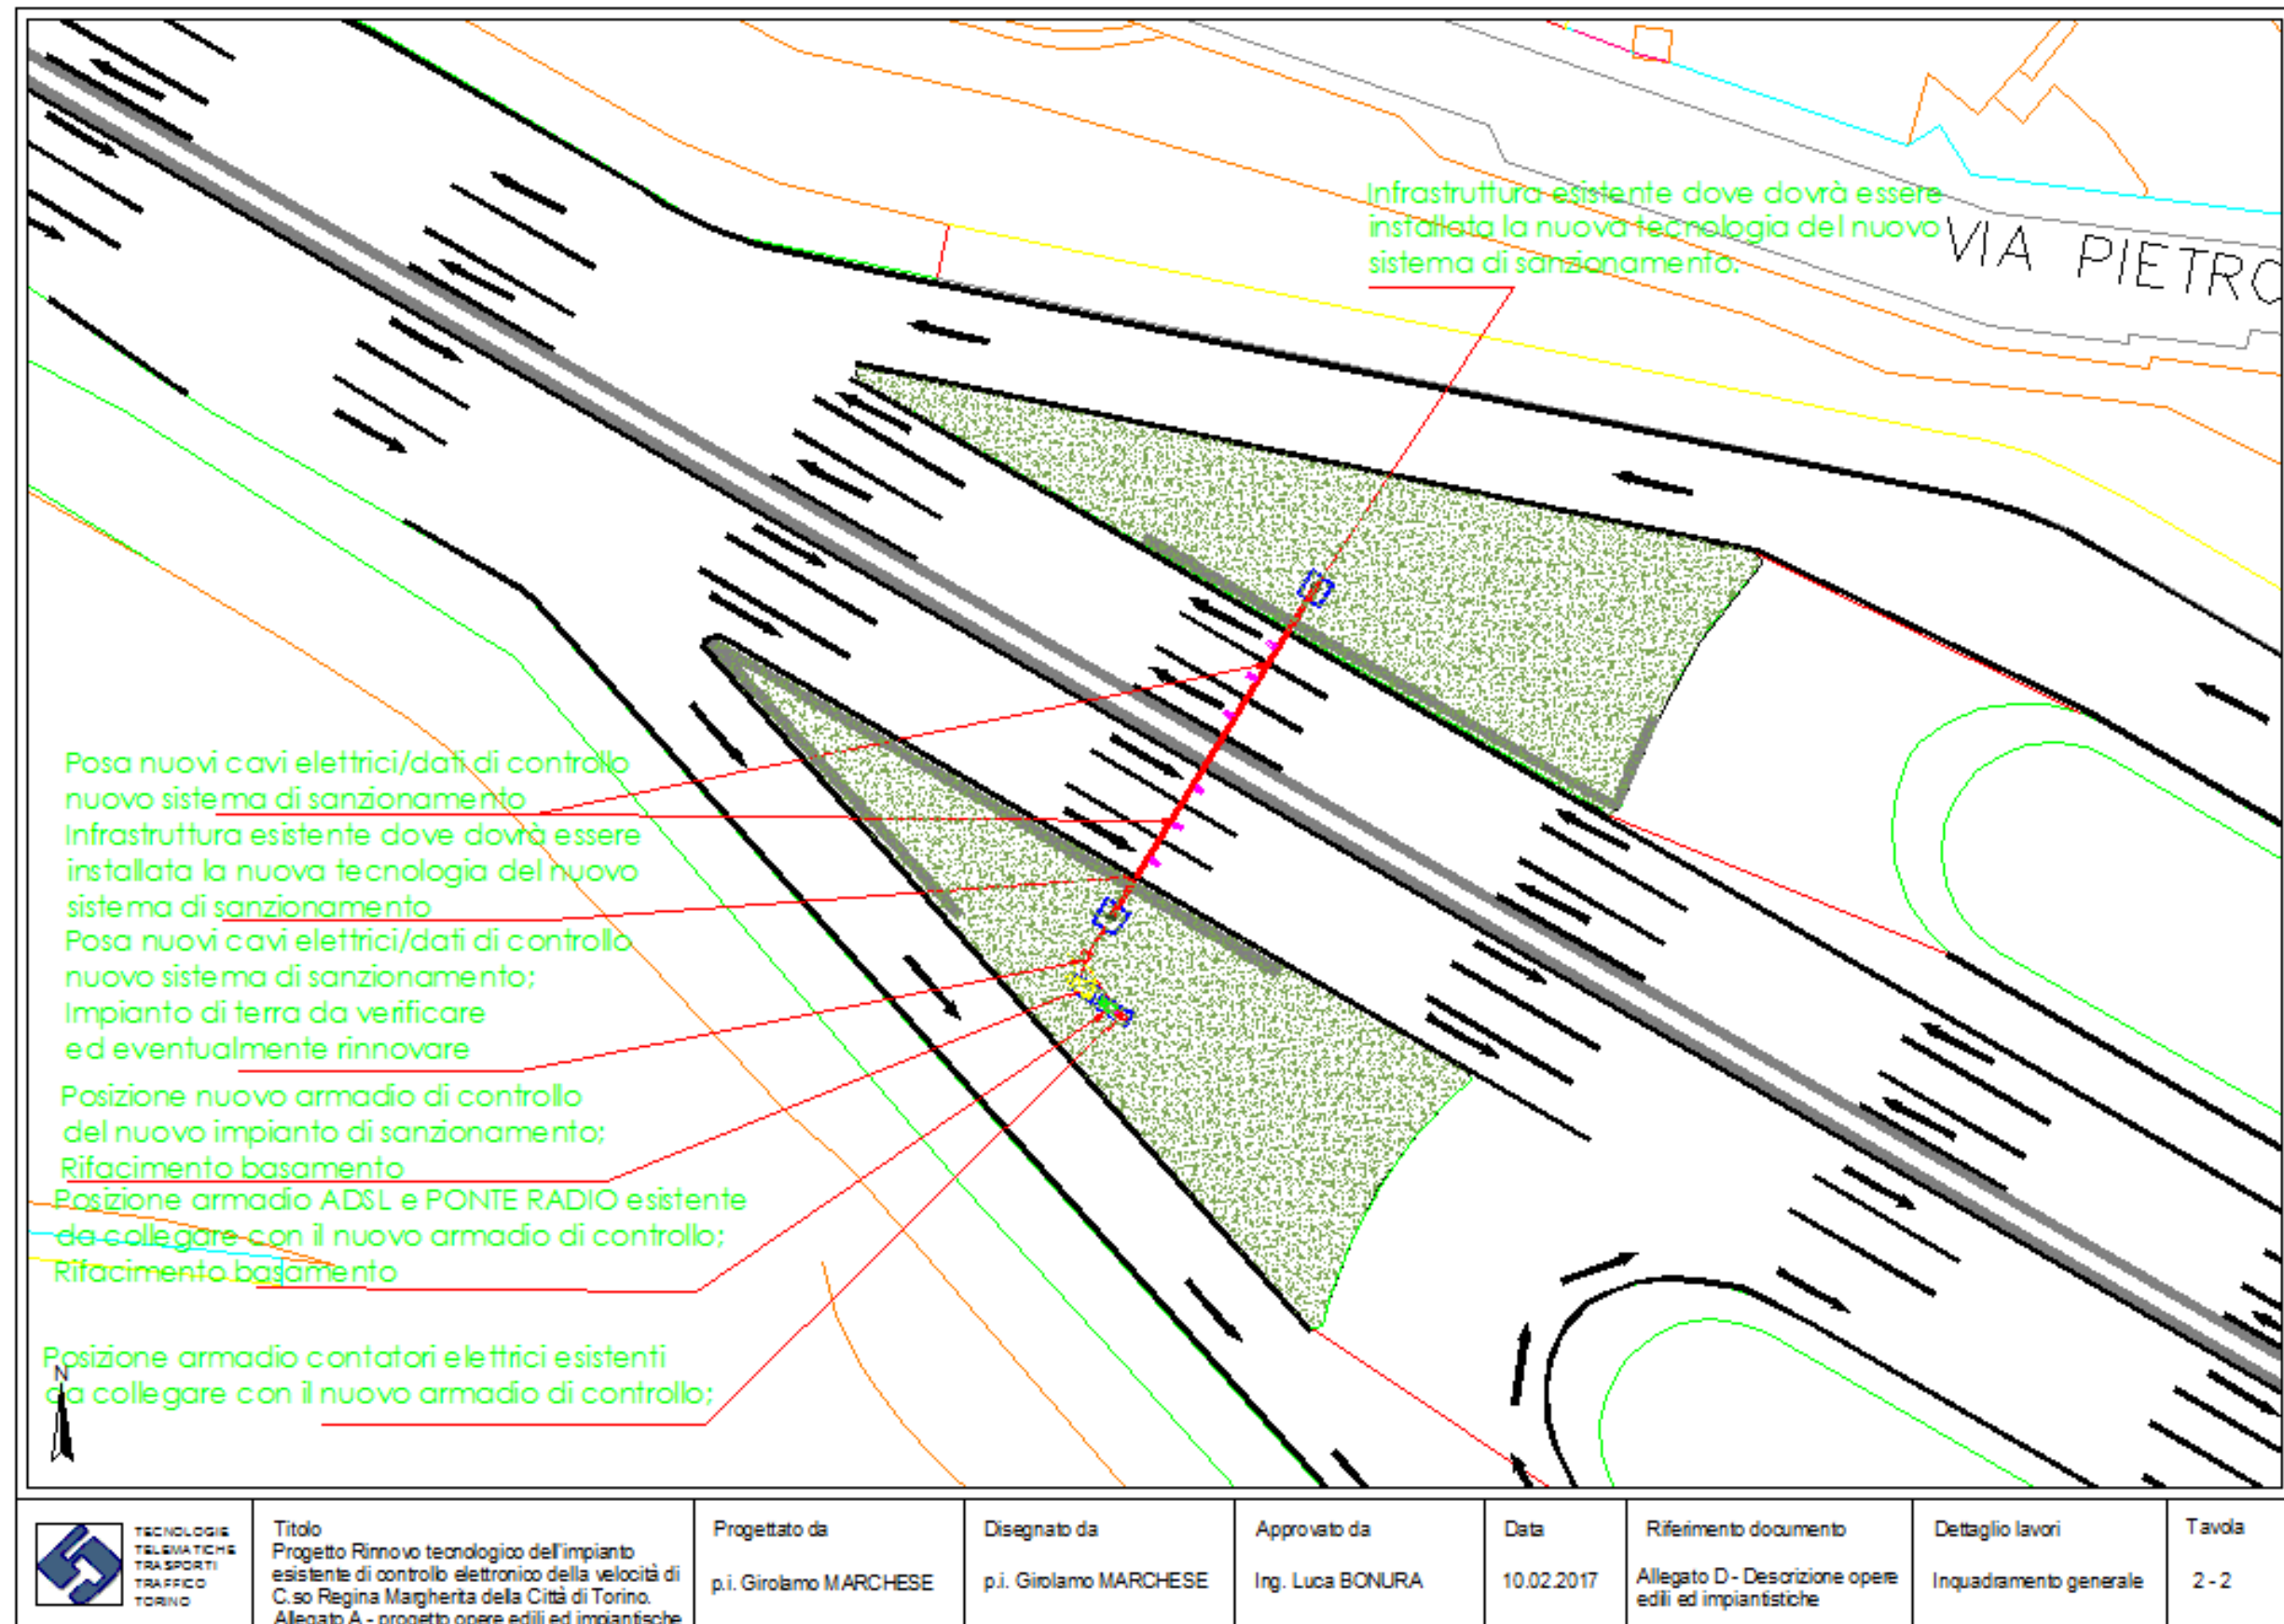 Infrastruttura esistente dove dovrà essere
installata la nuova tecnologia del nuovo
sistema di sanzionamento.
VIA PIETRO
Posa nuovi cavi elettrici/dati di controllo
nuovo sistema di sanzionamento
Infrastruttura esistente dove dovrà essere
installata la nuova tecnologia del nuovo
sistema di sanzionamento
Posa nuovi cavi elettrici/dati di controllo
nuovo sistema di sanzionamento;
Impianto di terra da verificare
ed eventualmente rinnovare
Posizione nuovo armadio di controllo
del nuovo impianto di sanzionamento;
Rifacimento basamento
Posizione armadio ADSL e PONTE RADIO esistente
da collegare con il nuovo armadio di controllo;
Rifacimento basamento
Posizione armadio contatori elettrici esistenti
da collegare con il nuovo armadio di controllo;
N
TECNOLOGIE
TELEMATICHE
TRASPORTI
TRAFFICO
TORINO
Titolo
Progetto Rinnovo tecnologico dell'impianto
esistente di controllo elettronico della velocità di
C.so Regina Margherita della Città di Torino.
Allegato A - progetto opere edili ed impiantische
Progettato da
p.i. Girolamo MARCHESE
Disegnato da
p.i. Girolamo MARCHESE
Approvato da
Ing. Luca BONURA
Data
10.02.2017
Riferimento documento
Allegato D - Descrizione opere
edili ed impiantistiche
Dettaglio lavori
Inquadramento generale
Tavola
2 - 2